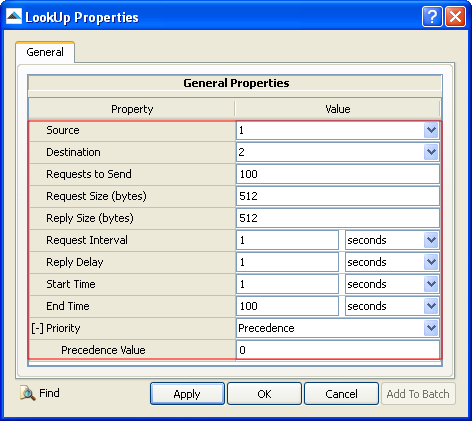 LookUp Properties
General
General Properties
Property Value
Source 1
Destination 2
Requests to Send 100
Request Size (bytes) 512
Reply Size (bytes) 512
Request Interval 1 seconds
Reply Delay 1 seconds
Start Time 1 seconds
End Time 100 seconds
[-] Priority Precedence
Precedence Value 0
Find Apply OK Cancel Add To Batch